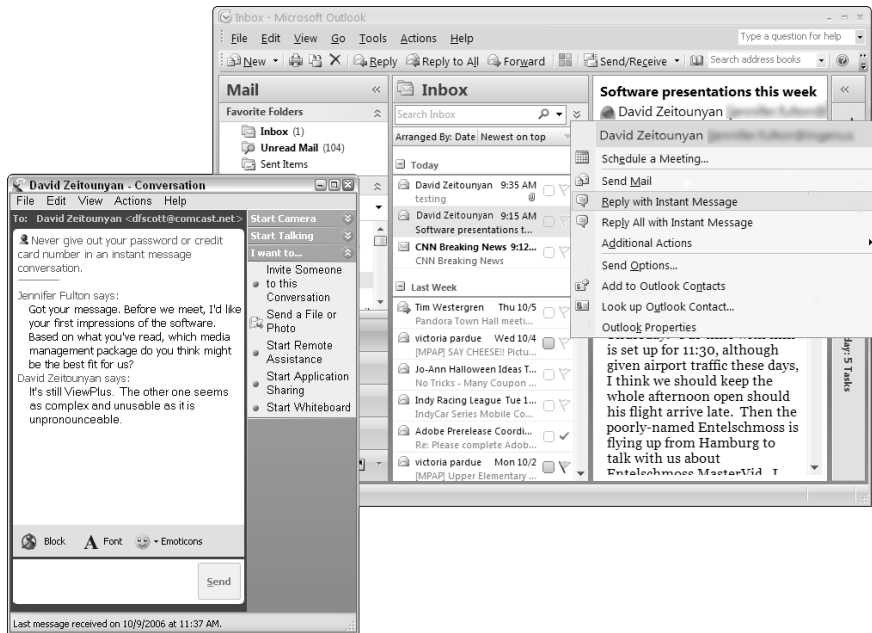 Inbox - Microsoft Outlook
File Edit View Go Tools Actions Help
Type a question for help
New Reply Reply to All Forward Send/Receive Search address books
Mail
Favorite Folders
Inbox (1)
Unread Mail (104)
Sent Items
Inbox
Search Inbox
Arranged By: Date Newest on top
Today
David Zeitounyan 9:35 AM
testing
David Zeitounyan 9:15 AM
Software presentations t...
CNN Breaking News 9:12...
CNN Breaking News
Last Week
Tim Westergren Thu 10/5
Pandora Town Hall meeti...
victoria pardue Wed 10/4
[MPAP] SAY CHEESE!! Pictu...
Jo-Ann Halloween Ideas T...
No Tricks - Many Coupon ...
Indy Racing League Tue 1...
IndyCar Series Mobile Co...
Adobe Prerelease Coordi...
Re: Please complete Adob...
victoria pardue Mon 10/2
[MPAP] Upper Elementary ...
Software presentations this week
David Zeitounyan
David Zeitounyan
Schedule a Meeting...
Send Mail
Reply with Instant Message
Reply All with Instant Message
Additional Actions
Send Options...
Add to Outlook Contacts
Look up Outlook Contact...
Outlook Properties
is set up for 11:30, although
given airport traffic these days,
I think we should keep the
whole afternoon open should
his flight arrive late. Then the
poorly-named Entelschmoss is
flying up from Hamburg to
talk with us about
Entelschmoss MasterVid. I
day: 5 Tasks
David Zeitounyan - Conversation
File Edit View Actions Help
To: David Zeitounyan <dfscott@comcast.net>
Never give out your password or credit
card number in an instant message
conversation.
Jennifer Fulton says:
Got your message. Before we meet, I'd like
your first impressions of the software.
Based on what you've read, which media
management package do you think might
be the best fit for us?
David Zeitounyan says:
It's still ViewPlus. The other one seems
as complex and unusable as it is
unpronounceable.
Start Camera
Start Talking
I want to...
Invite Someone
to this
Conversation
Send a File or
Photo
Start Remote
Assistance
Start Application
Sharing
Start Whiteboard
Block Font Emoticons
Send
Last message received on 10/9/2006 at 11:37 AM.